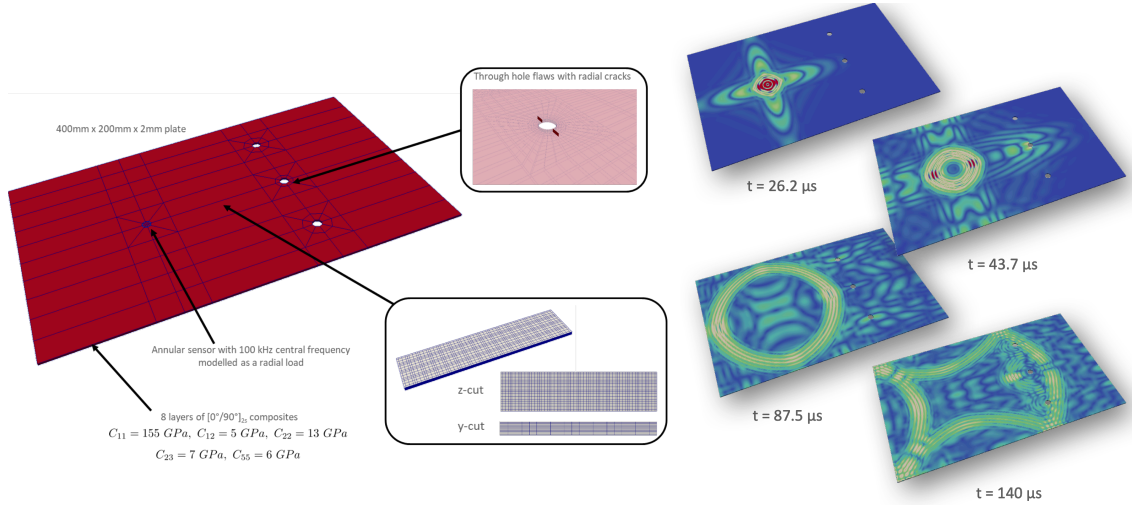 400mm x 200mm x 2mm plate
Through hole flaws with radial cracks
Annular sensor with 100 kHz central frequency
modelled as a radial load
8 layers of [0°/90°]₂ₛ composites
C₁₁ = 155 GPa, C₁₂ = 5 GPa, C₂₂ = 13 GPa
C₂₃ = 7 GPa, C₅₅ = 6 GPa
z-cut
y-cut
t = 26.2 µs
t = 43.7 µs
t = 87.5 µs
t = 140 µs